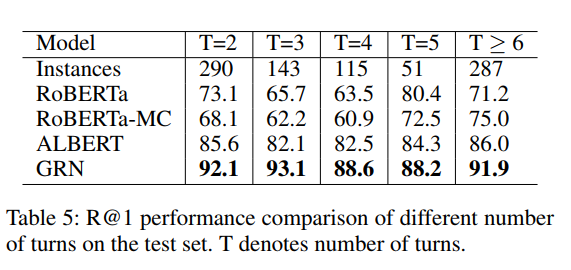 Model T=2 T=3 T=4 T=5 T ≥ 6
Instances 290 143 115 51 287
RoBERTa 73.1 65.7 63.5 80.4 71.2
RoBERTa-MC 68.1 62.2 60.9 72.5 75.0
ALBERT 85.6 82.1 82.5 84.3 86.0
GRN 92.1 93.1 88.6 88.2 91.9
Table 5: R@1 performance comparison of different number
of turns on the test set. T denotes number of turns.